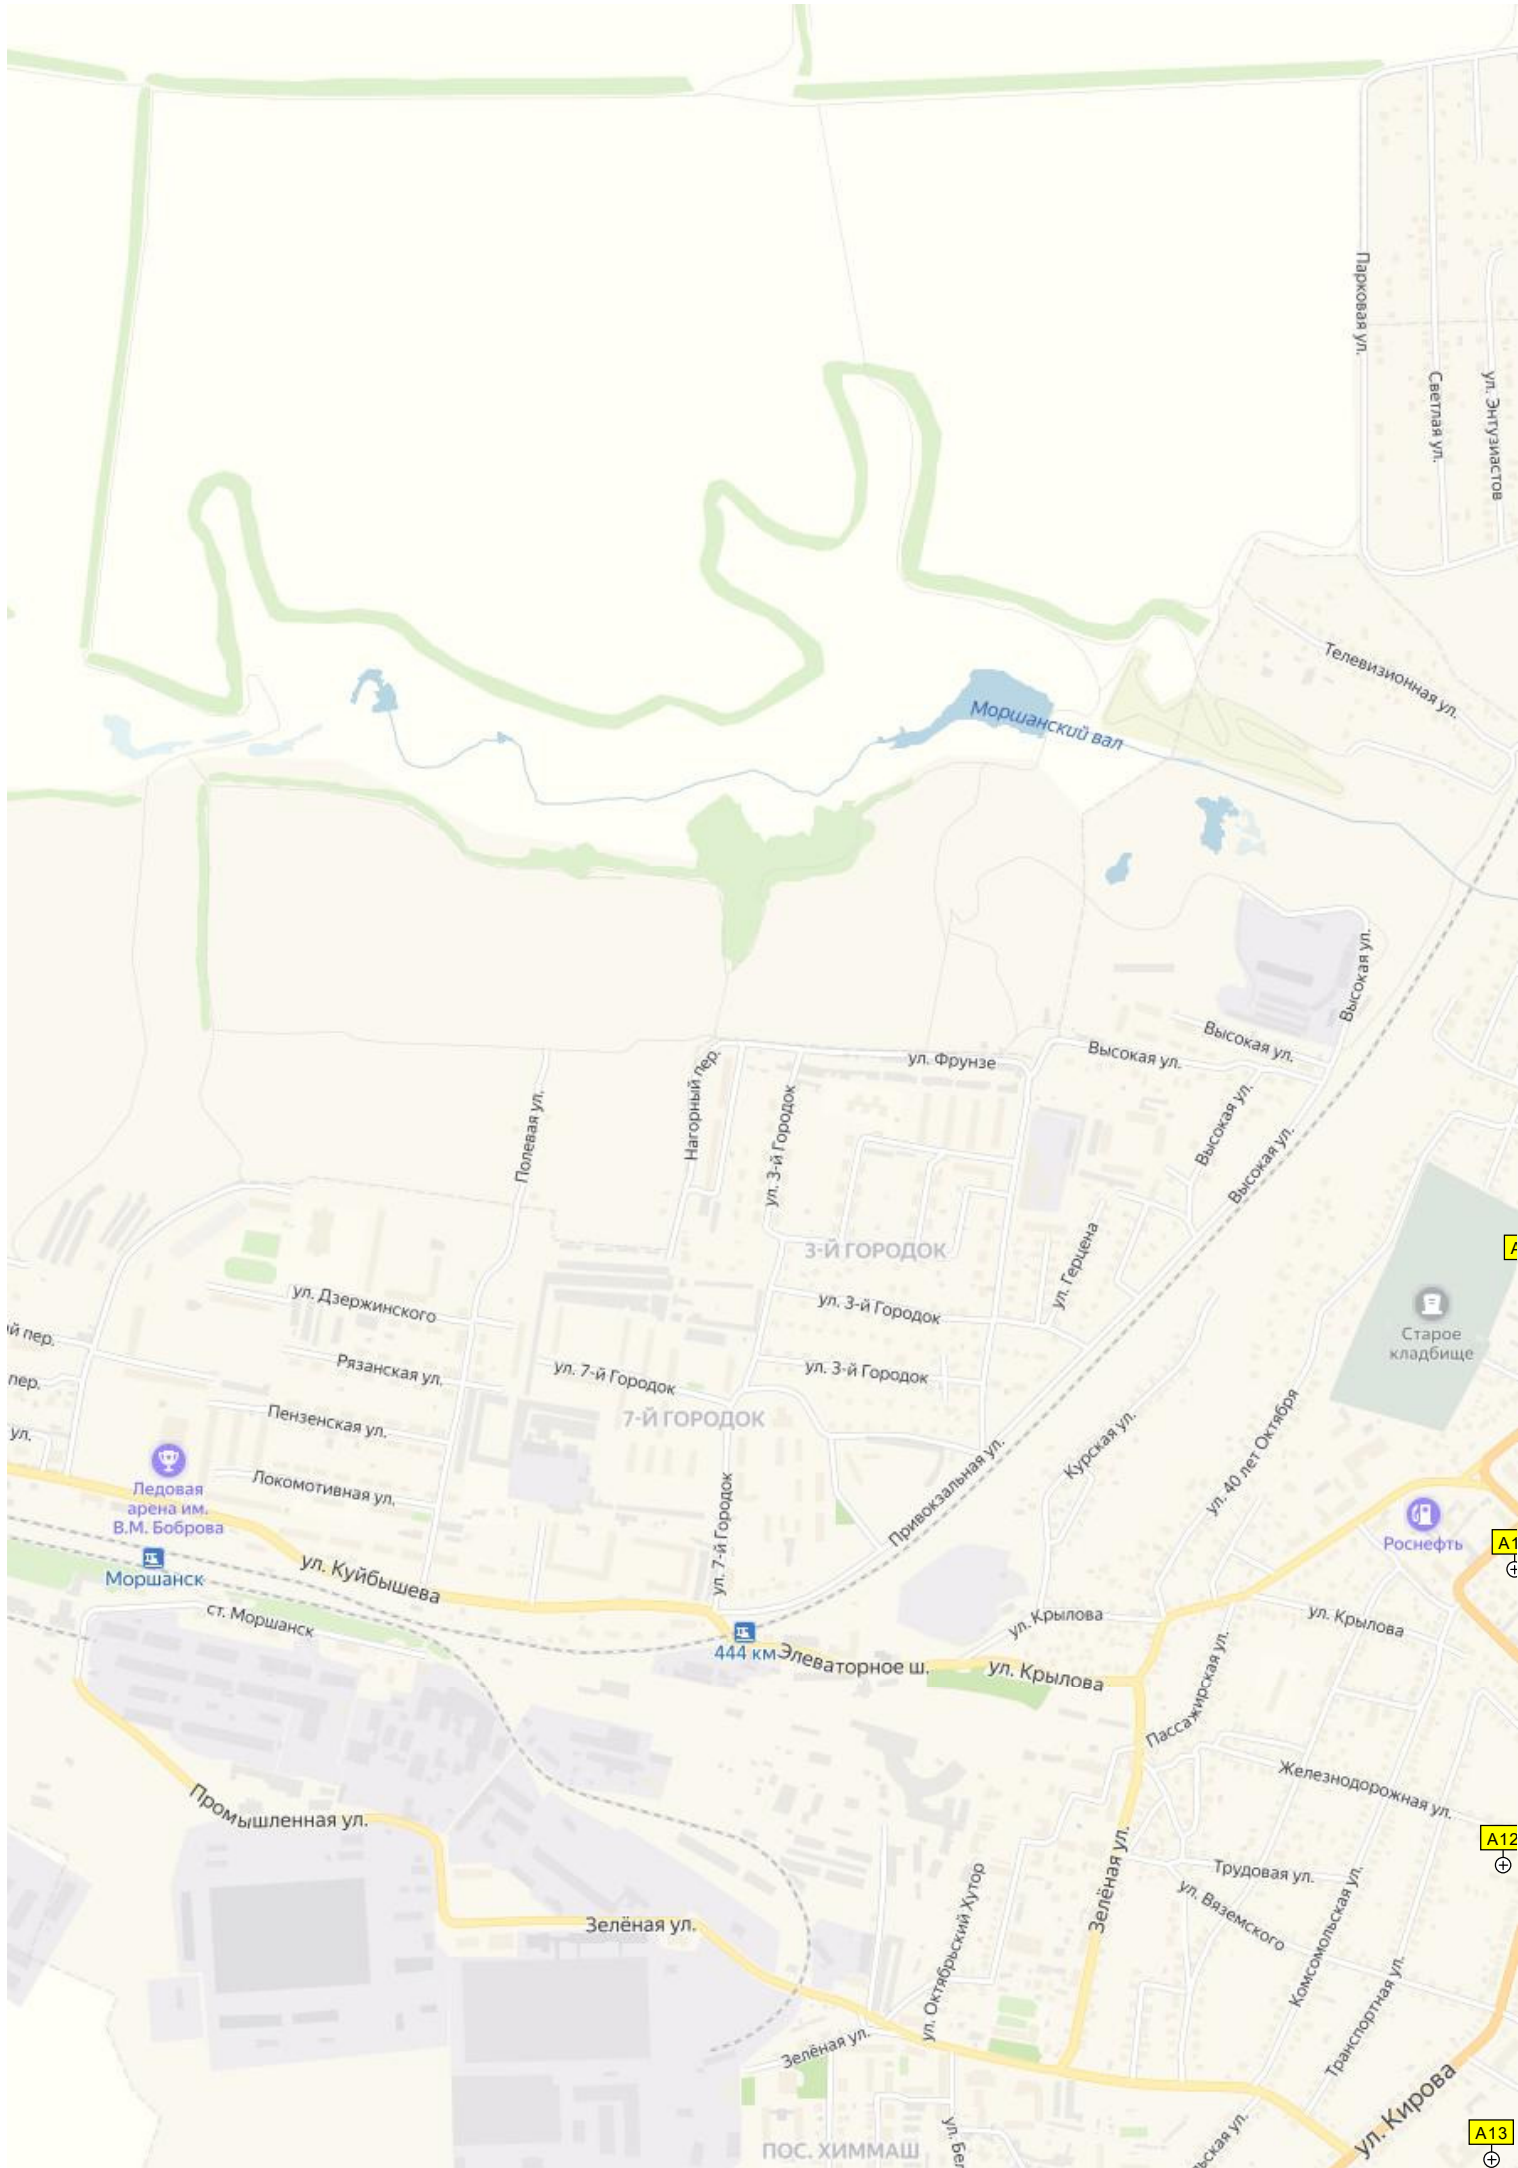 Парковая ул.
Светлая ул.
ул. Энтузиастов
Телевизионная ул.
Моршанский вал
Высокая ул.
Высокая ул.
Высокая ул.
ул. Фрунзе
Нагорный пер.
Полевая ул.
ул. 3-й Городок
Высокая ул.
Высокая ул.
3-Й ГОРОДОК
ул. Герцена
ул. Дзержинского
ул. 3-й Городок
Старое
кладбище
й пер.
Рязанская ул.
ул. 7-й Городок
ул. 3-й Городок
пер.
7-Й ГОРОДОК
Пензенская ул.
ул.
Курская ул.
ул. 40 лет Октября
Ледовая
арена им.
В.М. Боброва
Локомотивная ул.
ул. 7-й Городок
Привокзальная ул.
Роснефть
A1
Моршанск
ул. Куйбышева
ст. Моршанск
444 км
Элеваторное ш.
ул. Крылова
ул. Крылова
ул. Крылова
Пассажирская ул.
Железнодорожная ул.
Промышленная ул.
A12
Зелёная ул.
Трудовая ул.
ул. Вяземского
Комсомольская ул.
Зелёная ул.
ул. Октябрьский Хутор
Транспортная ул.
Зелёная ул.
ул. Кирова
A13
ПОС. ХИММАШ
ул. Бел
ьская ул.